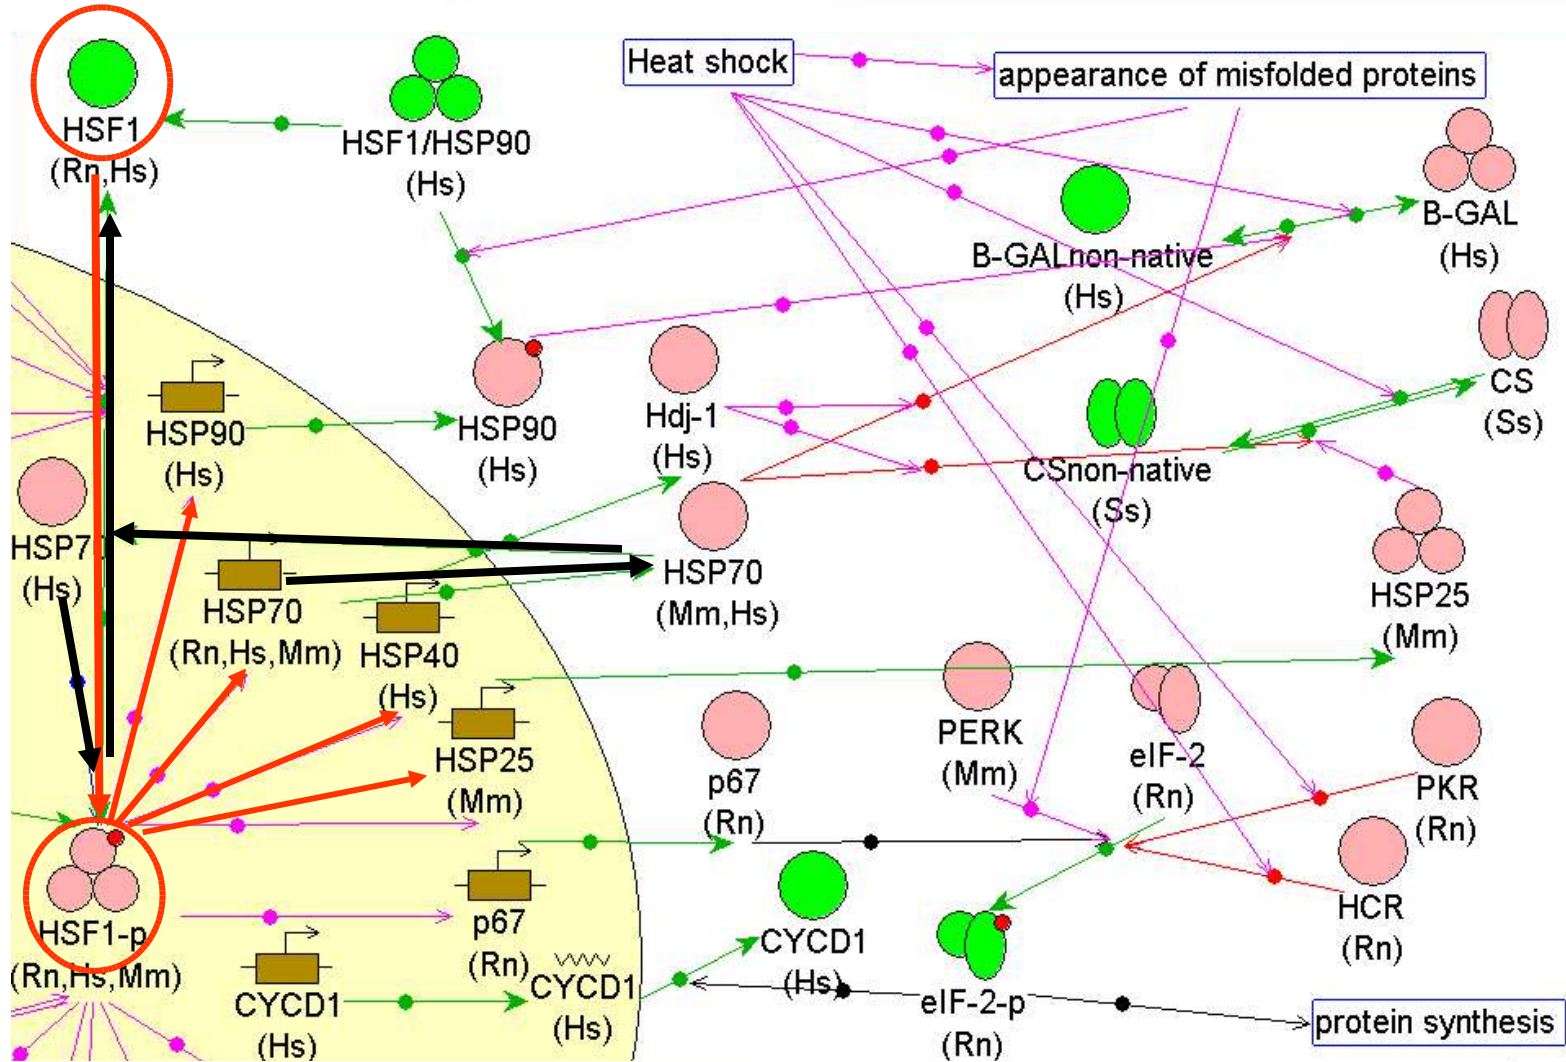 HSF1
(Rn,Hs)
HSF1/HSP90
(Hs)
Heat shock
appearance of misfolded proteins
B-GAL
(Hs)
B-GALnon-native
(Hs)
CS
(Ss)
CSnon-native
(Ss)
HSP90
(Hs)
HSP90
(Hs)
Hdj-1
(Hs)
HSP7
(Hs)
HSP70
(Rn,Hs,Mm)
HSP40
(Hs)
HSP70
(Mm,Hs)
HSP25
(Mm)
HSP25
(Mm)
p67
(Rn)
PERK
(Mm)
eIF-2
(Rn)
PKR
(Rn)
HSF1-p
(Rn,Hs,Mm)
p67
(Rn)
CYCD1
(Hs)
HCR
(Rn)
CYCD1
(Hs)
CYCD1
(Hs)
eIF-2-p
(Rn)
protein synthesis